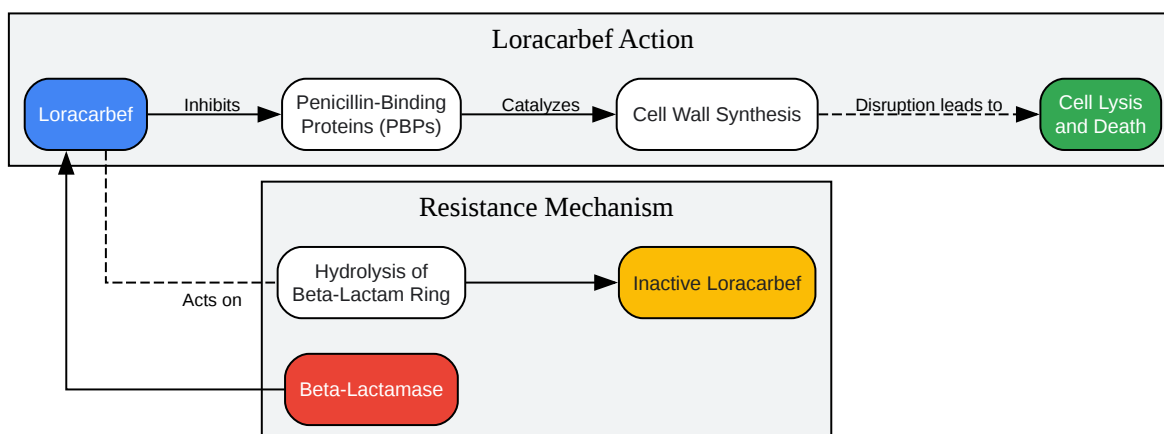 Loracarbef Action
Loracarbef
Inhibits
Penicillin-Binding
Proteins (PBPs)
Catalyzes
Cell Wall Synthesis
Disruption leads to
Cell Lysis
and Death
Resistance Mechanism
Acts on
Hydrolysis of
Beta-Lactam Ring
Inactive Loracarbef
Beta-Lactamase